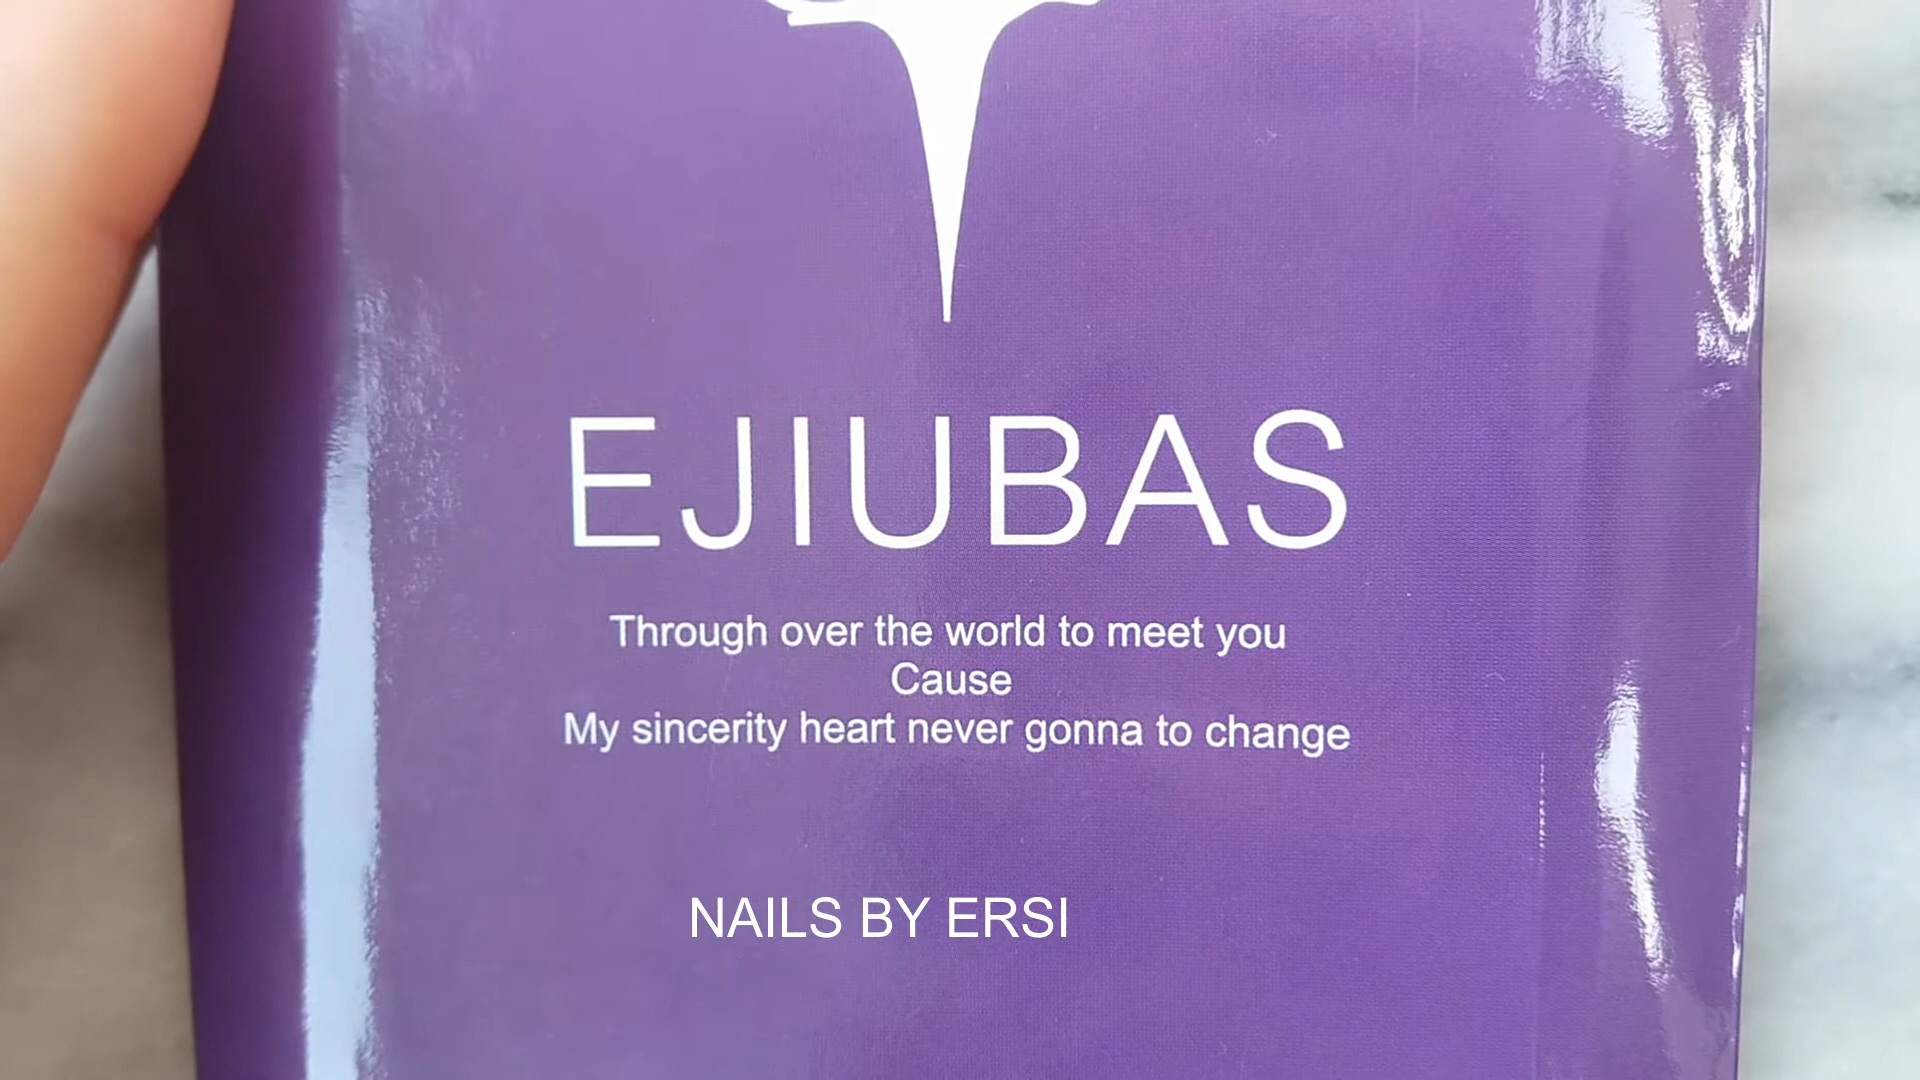 EJIUBAS
Through over the world to meet you
Cause
My sincerity heart never gonna to change
NAILS BY ERSI